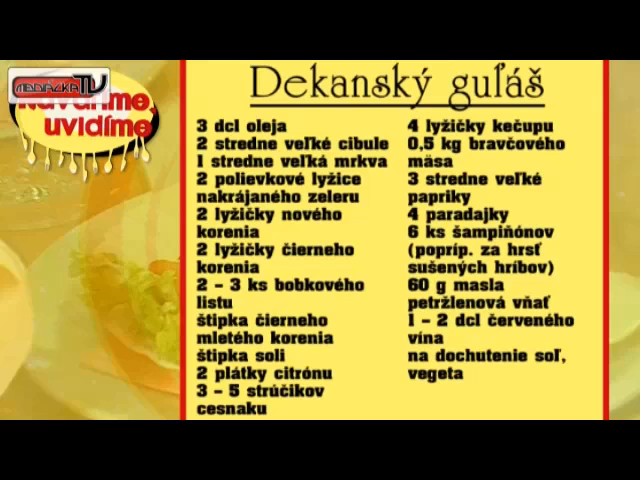 MEDŇÁČKA TV
Navaríme,
uvidíme
Dekanský guľáš
3 dcl oleja
2 stredne veľké cibule
1 stredne veľká mrkva
2 polievkové lyžice
nakrájaného zeleru
2 lyžičky nového
korenia
2 lyžičky čierneho
korenia
2 – 3 ks bobkového
listu
štipka čierneho
mletého korenia
štipka soli
2 plátky citrónu
3 – 5 strúčikov
cesnaku
4 lyžičky kečupu
0,5 kg bravčového
mäsa
3 stredne veľké
papriky
4 paradajky
6 ks šampiňónov
(popríp. za hrsť
sušených hríbov)
60 g masla
petržlenová vňať
1 – 2 dcl červeného
vína
na dochutenie soľ,
vegeta